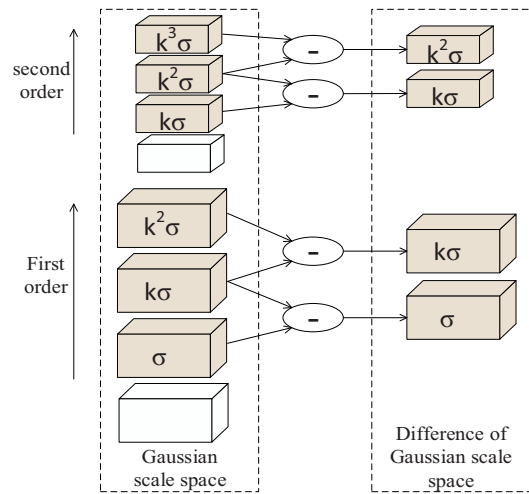 k³σ
k²σ
kσ
-
-
k²σ
kσ
second
order
k²σ
kσ
σ
-
-
kσ
σ
First
order
Gaussian
scale space
Difference of
Gaussian scale
space